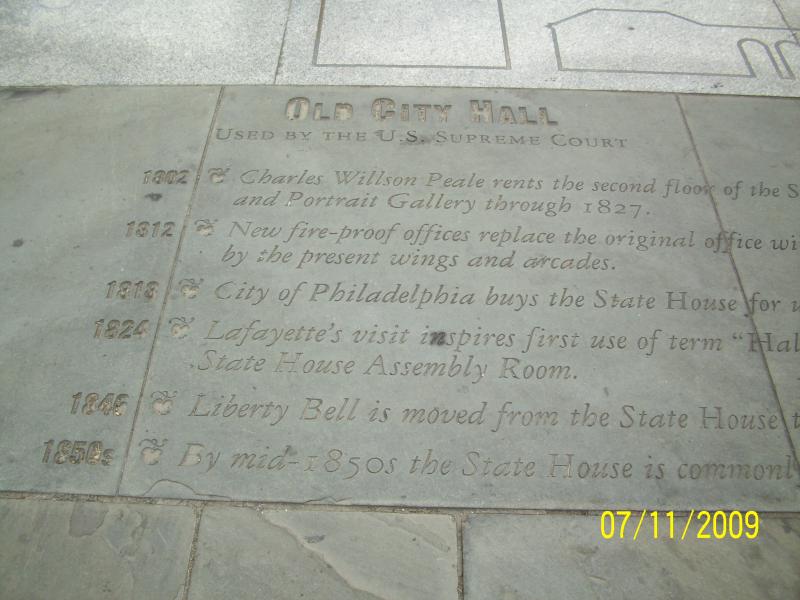 OLD CITY HALL
USED BY THE U.S. SUPREME COURT
1802 Charles Willson Peale rents the second floor of the S
and Portrait Gallery through 1827.
1812 New fire-proof offices replace the original office wi
by the present wings and arcades.
1818 City of Philadelphia buys the State House for u
1824 Lafayette's visit inspires first use of term "Hal
State House Assembly Room.
1846 Liberty Bell is moved from the State House t
1850s By mid-1850s the State House is commonl
07/11/2009